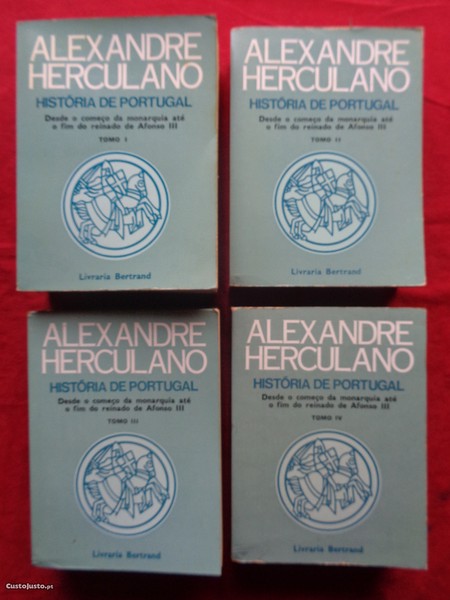 ALEXANDRE
HERCULANO
HISTÓRIA DE PORTUGAL
Desde o começo da monarquia até
o fim do reinado de Afonso III
TOMO I
Livraria Bertrand
ALEXANDRE
HERCULANO
HISTÓRIA DE PORTUGAL
Desde o começo da monarquia até
o fim do reinado de Afonso III
TOMO II
Livraria Bertrand
ALEXANDRE
HERCULANO
HISTÓRIA DE PORTUGAL
Desde o começo da monarquia até
o fim do reinado de Afonso III
TOMO III
Livraria Bertrand
ALEXANDRE
HERCULANO
HISTÓRIA DE PORTUGAL
Desde o começo da monarquia até
o fim do reinado de Afonso III
TOMO IV
Livraria Bertrand
CustoJusto.pt